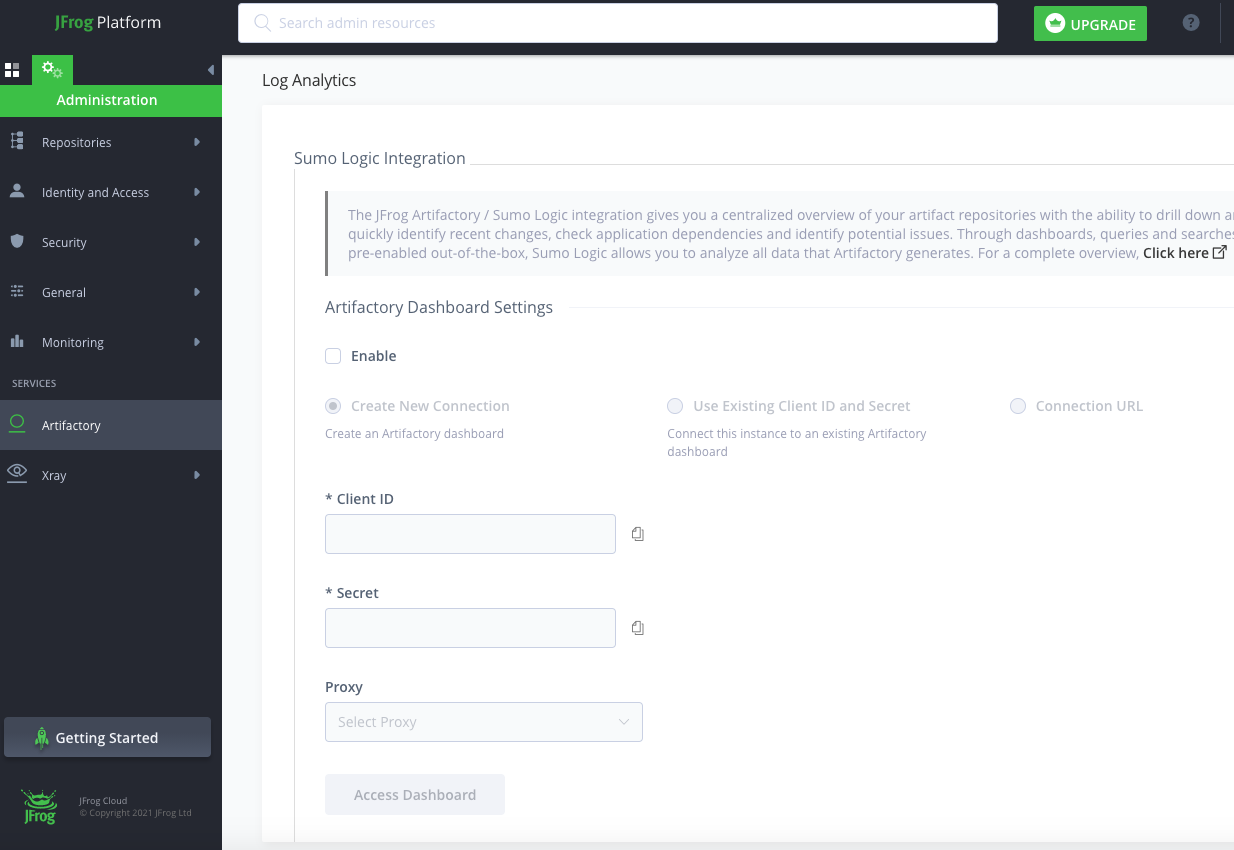 JFrog Platform
Search admin resources
UPGRADE
?
Administration
Repositories
Identity and Access
Security
General
Monitoring
SERVICES
Artifactory
Xray
Getting Started
JFrog
JFrog Cloud
© Copyright 2021 JFrog Ltd
Log Analytics
Sumo Logic Integration
The JFrog Artifactory / Sumo Logic integration gives you a centralized overview of your artifact repositories with the ability to drill down
quickly identify recent changes, check application dependencies and identify potential issues. Through dashboards, queries and searches
pre-enabled out-of-the-box, Sumo Logic allows you to analyze all data that Artifactory generates. For a complete overview, Click here
Artifactory Dashboard Settings
Enable
Create New Connection
Create an Artifactory dashboard
Use Existing Client ID and Secret
Connect this instance to an existing Artifactory
dashboard
Connection URL
* Client ID
* Secret
Proxy
Select Proxy
Access Dashboard